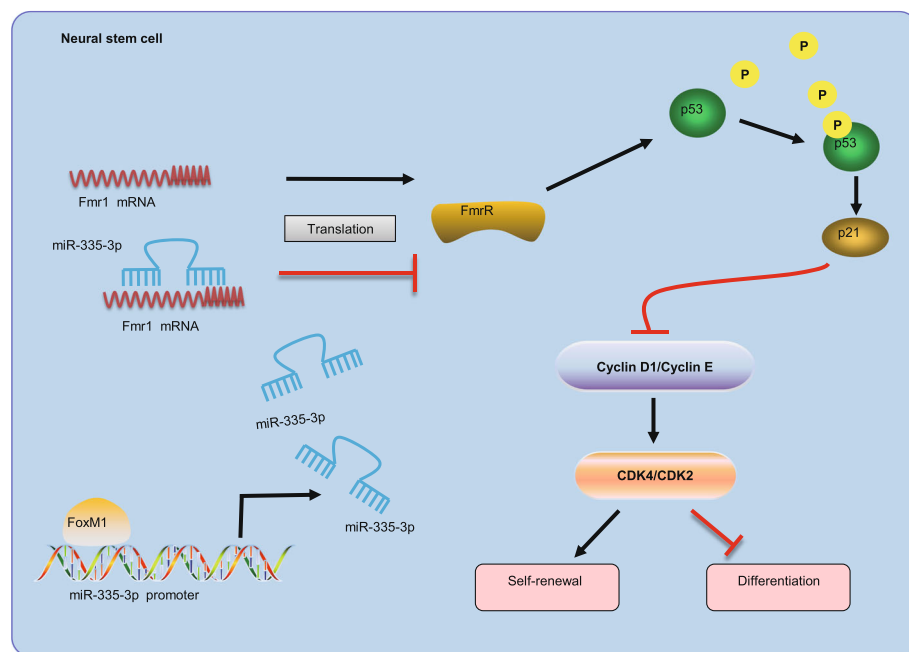 Neural stem cell
P
P
P
p53
P
p53
Fmr1 mRNA
FmrR
Translation
p21
miR-335-3p
Fmr1 mRNA
Cyclin D1/Cyclin E
miR-335-3p
CDK4/CDK2
FoxM1
miR-335-3p
Self-renewal
Differentiation
miR-335-3p promoter